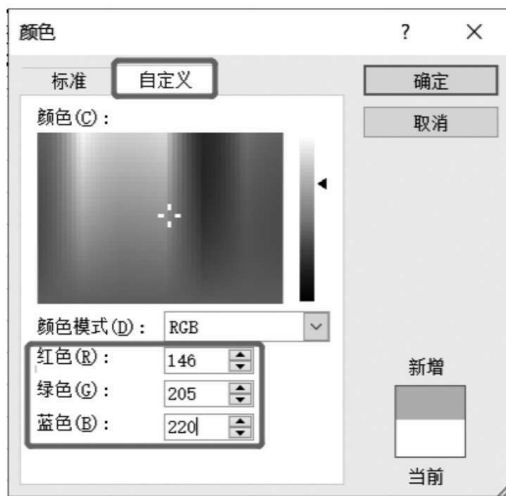 颜色 ? ×
标准 自定义 确定
颜色(C): 取消
颜色模式(D): RGB
红色(R): 146
绿色(G): 205
蓝色(B): 220
新增
当前